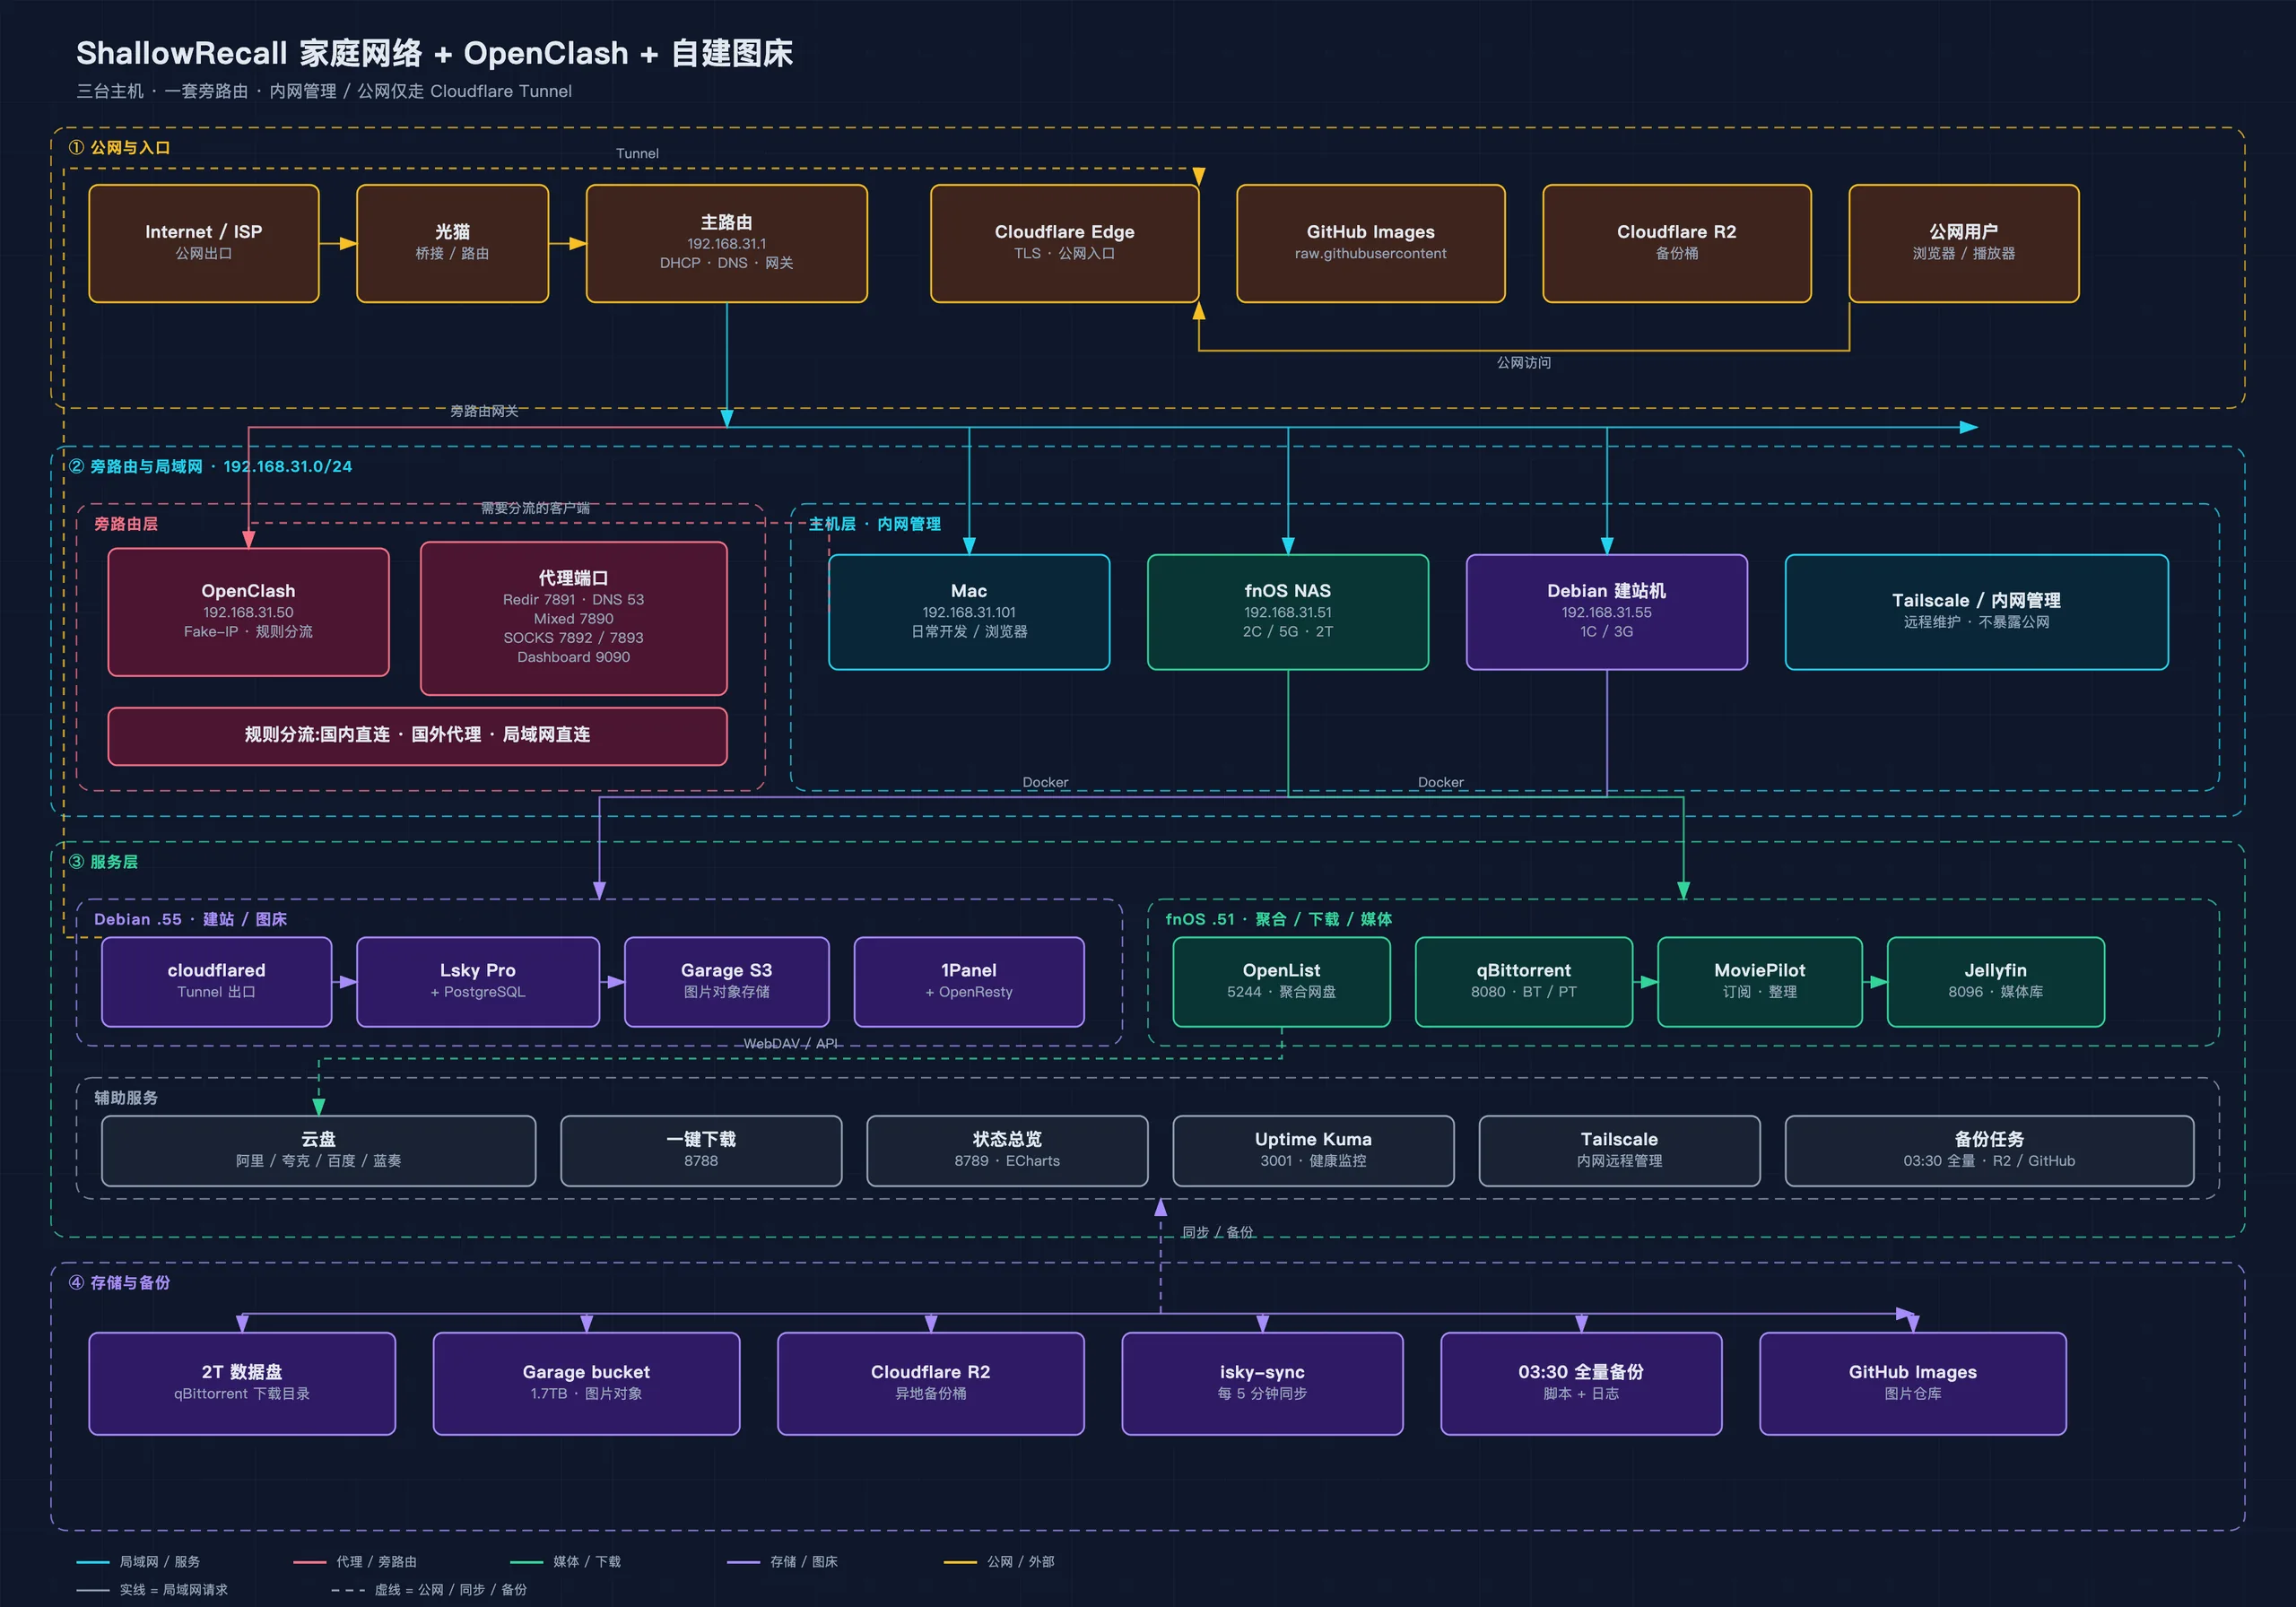 ShallowRecall 家庭网络 + OpenClash + 自建图床
三台主机 · 一套旁路由 · 内网管理 / 公网仅走 Cloudflare Tunnel
① 公网与入口
Tunnel
Internet / ISP
公网出口
光猫
桥接 / 路由
主路由
192.168.31.1
DHCP · DNS · 网关
Cloudflare Edge
TLS · 公网入口
GitHub Images
raw.githubusercontent
Cloudflare R2
备份桶
公网用户
浏览器 / 播放器
公网访问
旁路由网关
② 旁路由与局域网 · 192.168.31.0/24
旁路由层
需要分流的客户端
OpenClash
192.168.31.50
Fake-IP · 规则分流
代理端口
Redir 7891 · DNS 53
Mixed 7890
SOCKS 7892 / 7893
Dashboard 9090
规则分流:国内直连 · 国外代理 · 局域网直连
主机层 · 内网管理
Mac
192.168.31.101
日常开发 / 浏览器
fnOS NAS
192.168.31.51
2C / 5G · 2T
Debian 建站机
192.168.31.55
1C / 3G
Tailscale / 内网管理
远程维护 · 不暴露公网
Docker
Docker
③ 服务层
Debian .55 · 建站 / 图床
cloudflared
Tunnel 出口
Lsky Pro
+ PostgreSQL
Garage S3
图片对象存储
1Panel
+ OpenResty
fnOS .51 · 聚合 / 下载 / 媒体
OpenList
5244 · 聚合网盘
qBittorrent
8080 · BT / PT
MoviePilot
订阅 · 整理
Jellyfin
8096 · 媒体库
WebDAV / API
辅助服务
云盘
阿里 / 夸克 / 百度 / 蓝奏
一键下载
8788
状态总览
8789 · ECharts
Uptime Kuma
3001 · 健康监控
Tailscale
内网远程管理
备份任务
03:30 全量 · R2 / GitHub
同步 / 备份
④ 存储与备份
2T 数据盘
qBittorrent 下载目录
Garage bucket
1.7TB · 图片对象
Cloudflare R2
异地备份桶
isky-sync
每 5 分钟同步
03:30 全量备份
脚本 + 日志
GitHub Images
图片仓库
局域网 / 服务
代理 / 旁路由
媒体 / 下载
存储 / 图床
公网 / 外部
实线 = 局域网请求
虚线 = 公网 / 同步 / 备份